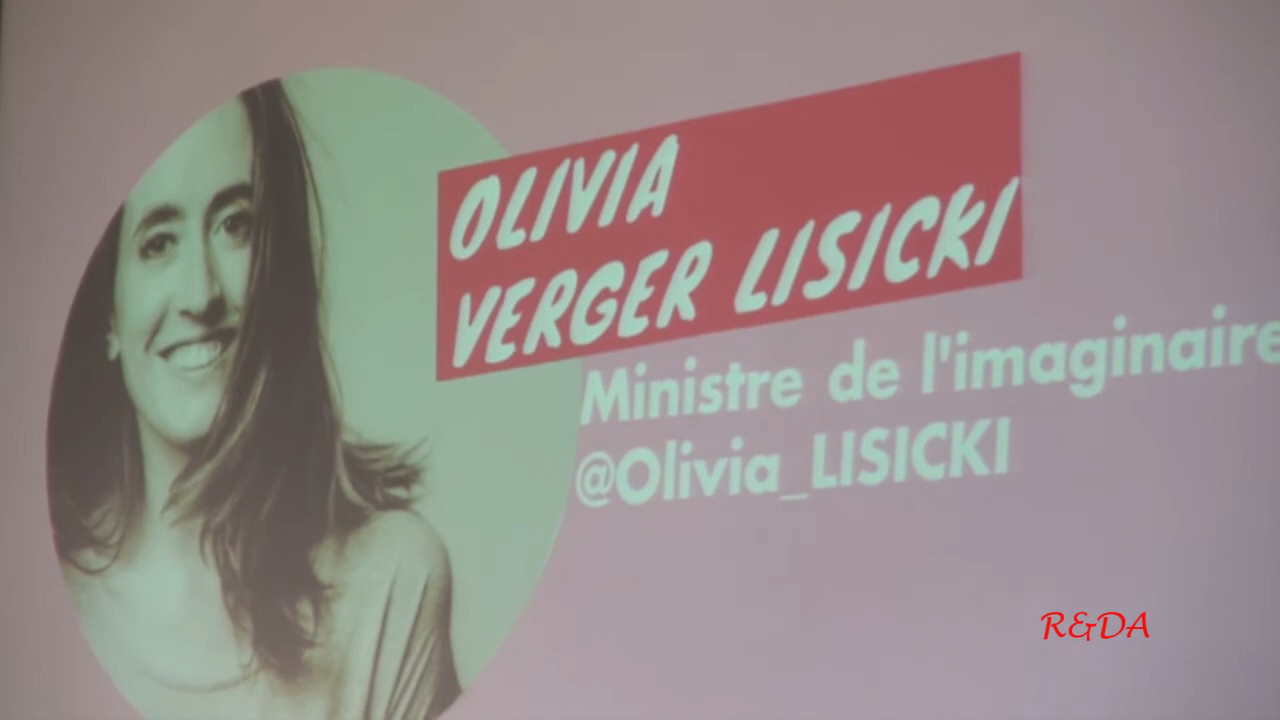 OLIVIA
VERGER LISICKI
Ministre de l'imaginaire
@Olivia_LISICKI
R&DA